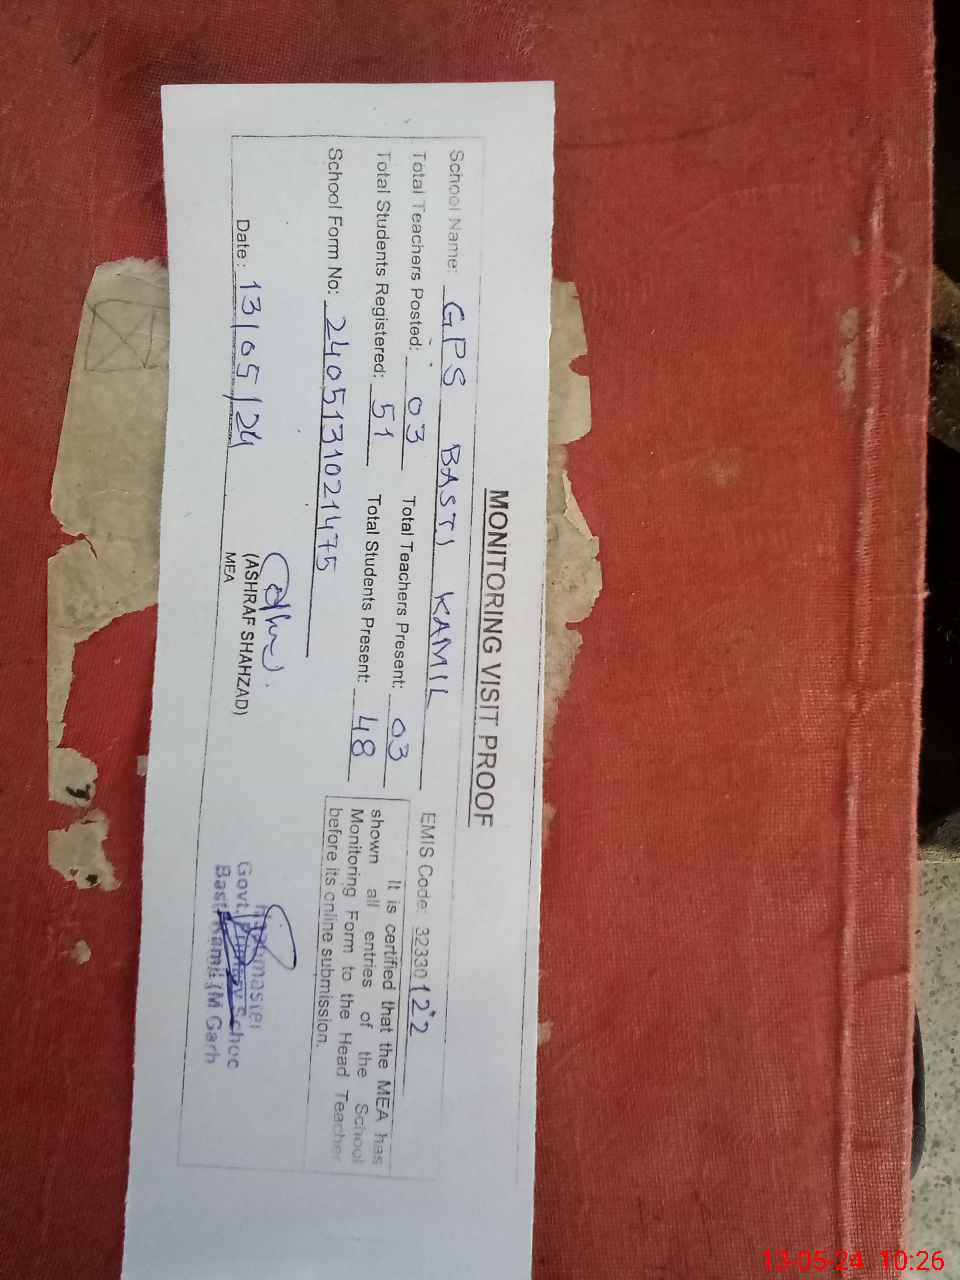 MONITORING VISIT PROOF
School Name: GPS BASTI KAMIL EMIS Code: 32330122
Total Teachers Posted: 03 Total Teachers Present: 03
Total Students Registered: 51 Total Students Present: 48
School Form No: 2405131021475
It is certified that the MEA has
shown all entries of the School
Monitoring Form to the Head Teacher
before its online submission.
Date: 13/05/24
(ASHRAF SHAHZAD)
MEA
Govt. Schoo
Basti Kamil (M Garh
13-05-24 10:26